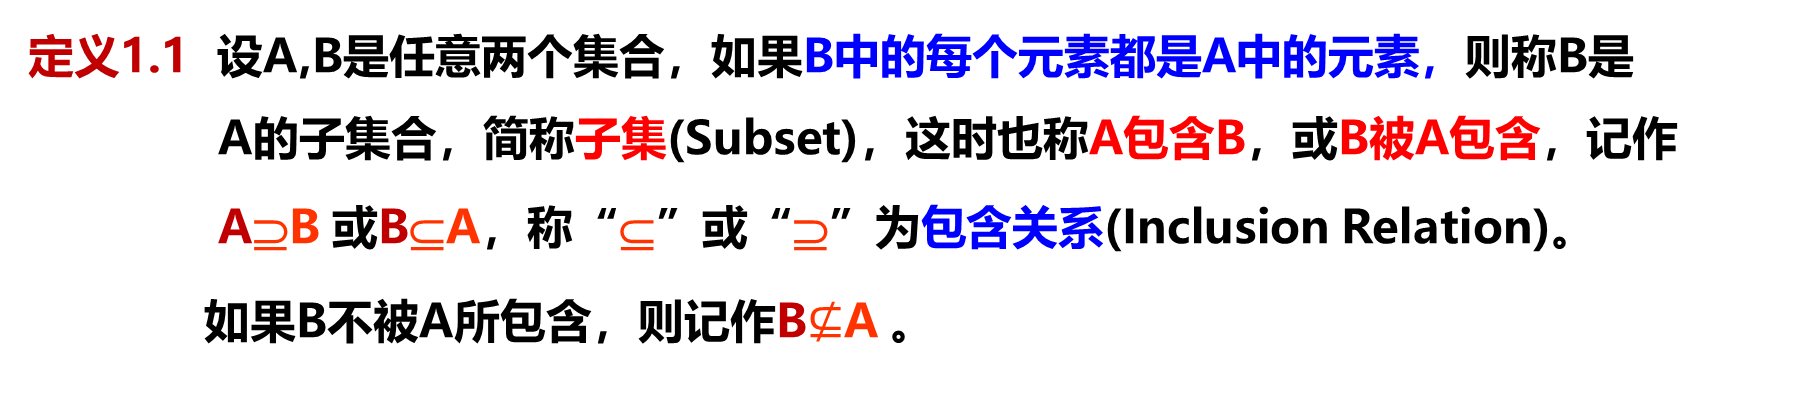 定义1.1 设A,B是任意两个集合，如果B中的每个元素都是A中的元素，则称B是
A的子集合，简称子集(Subset)，这时也称A包含B，或B被A包含，记作
A⊇B 或B⊆A，称“⊆”或“⊇”为包含关系(Inclusion Relation)。
如果B不被A所包含，则记作B⊈A 。